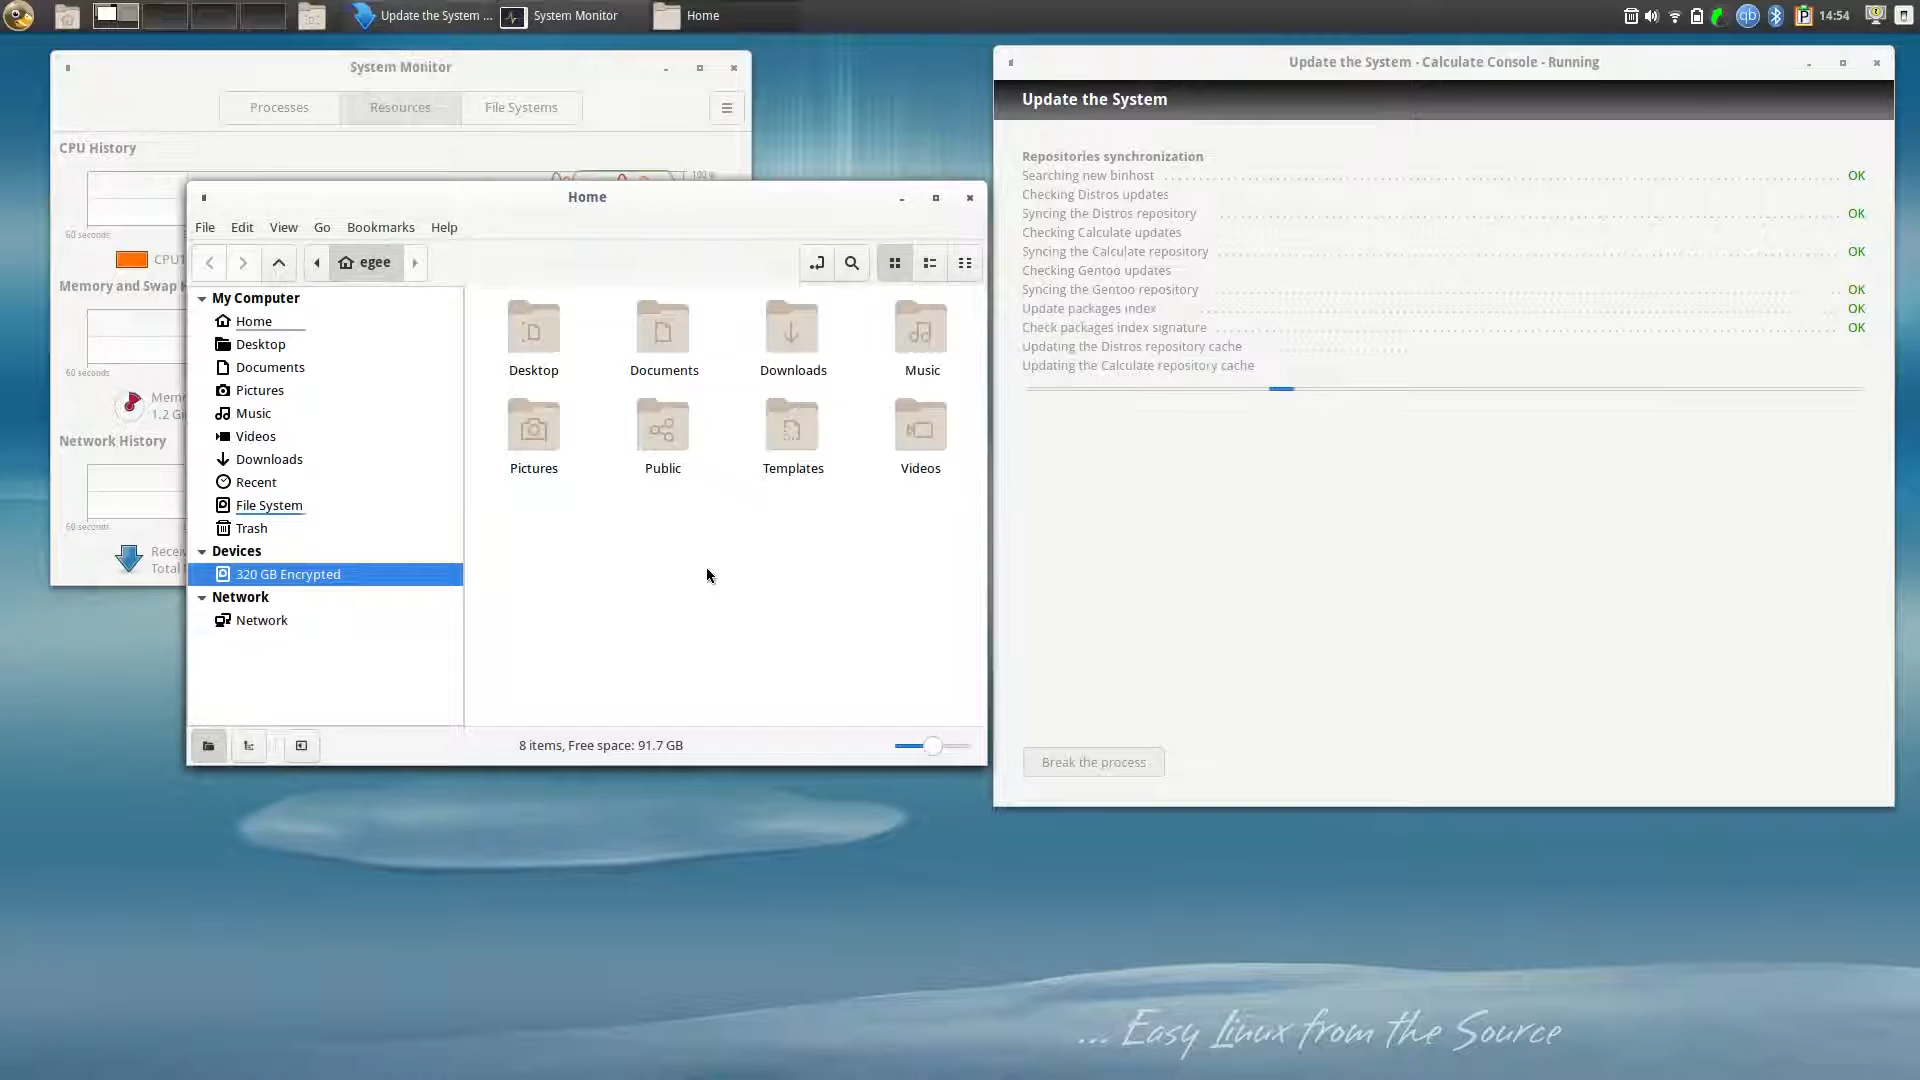 Update the System ...
System Monitor
Home
14:54
System Monitor
Processes
Resources
File Systems
CPU History
100 %
60 seconds
CPU1
Memory and Swap
60 seconds
1.2
Network History
60 seconds
Total
Home
File Edit View Go Bookmarks Help
egee
My Computer
Home
Desktop
Documents
Pictures
Music
Videos
Downloads
Recent
File System
Trash
Devices
320 GB Encrypted
Network
Network
Desktop
Documents
Downloads
Music
Pictures
Public
Templates
Videos
8 items, Free space: 91.7 GB
Update the System - Calculate Console - Running
Update the System
Repositories synchronization
Searching new binhost OK
Checking Distros updates
Syncing the Distros repository OK
Checking Calculate updates
Syncing the Calculate repository OK
Checking Gentoo updates
Syncing the Gentoo repository OK
Update packages index OK
Check packages index signature OK
Updating the Distros repository cache
Updating the Calculate repository cache
Break the process
... Easy Linux from the Source